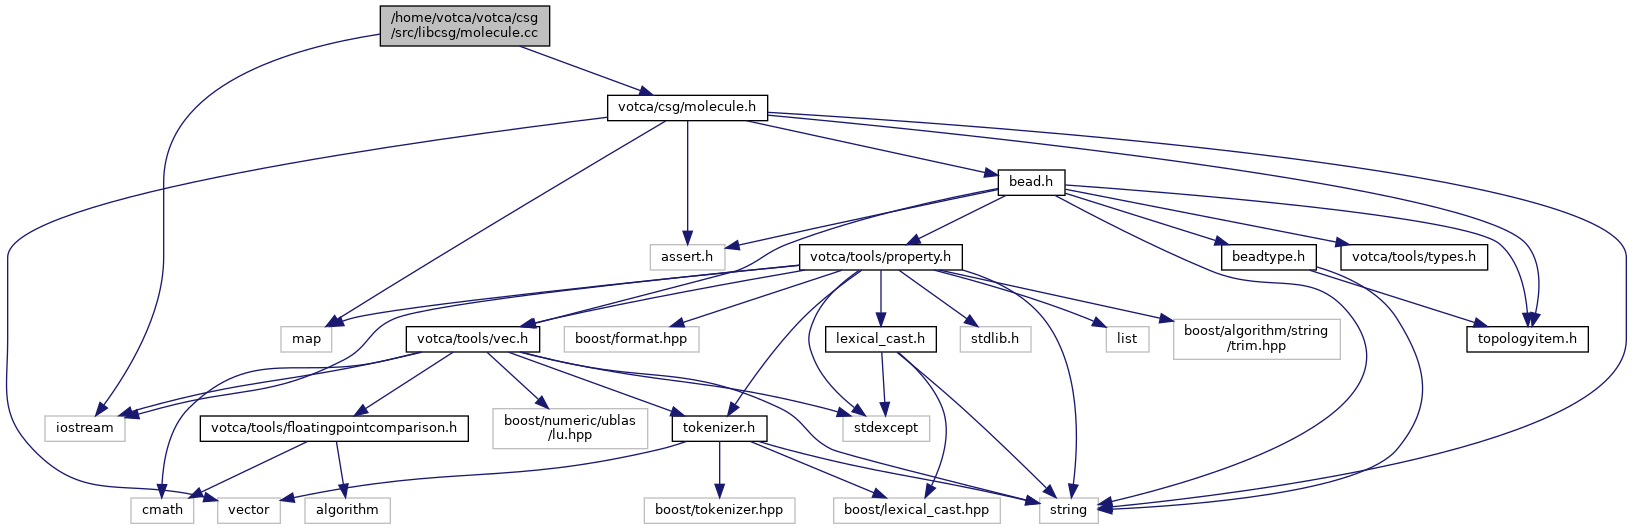 /home/votca/votca/csg
/src/libcsg/molecule.cc
votca/csg/molecule.h
bead.h
assert.h
votca/tools/property.h
beadtype.h
votca/tools/types.h
map
votca/tools/vec.h
boost/format.hpp
lexical_cast.h
stdlib.h
list
boost/algorithm/string
/trim.hpp
topologyitem.h
iostream
votca/tools/floatingpointcomparison.h
boost/numeric/ublas
/lu.hpp
tokenizer.h
stdexcept
cmath
vector
algorithm
boost/tokenizer.hpp
boost/lexical_cast.hpp
string